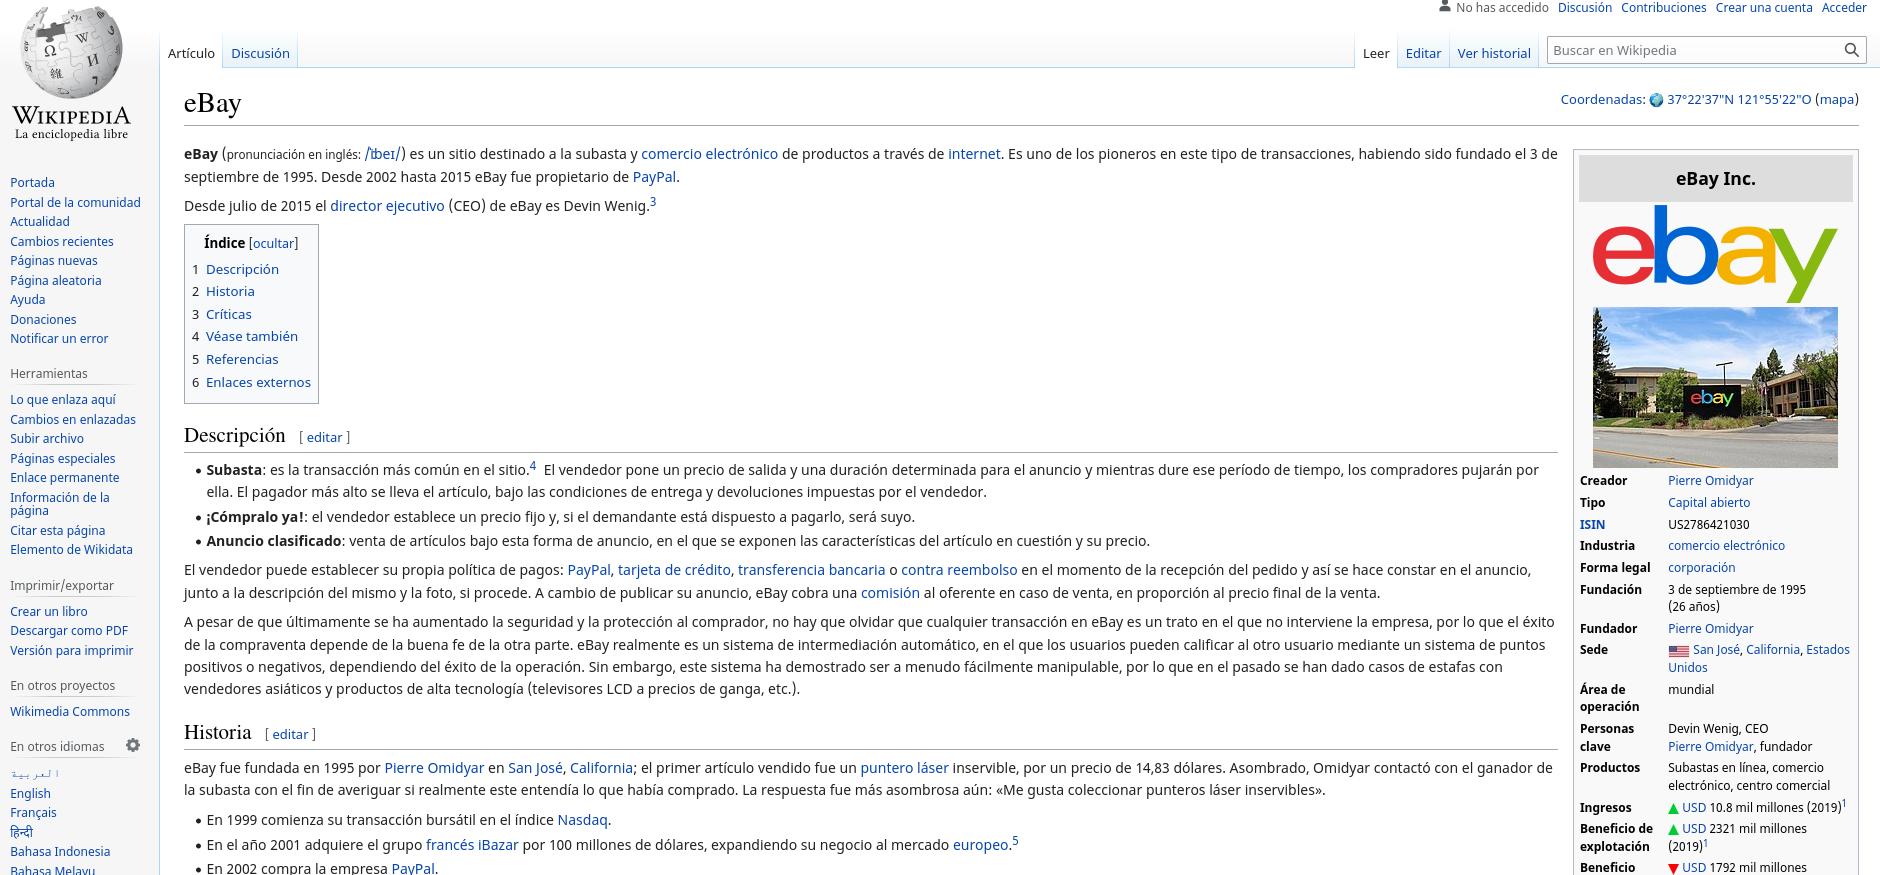 No has accedido Discusión Contribuciones Crear una cuenta Acceder
WIKIPEDIA
La enciclopedia libre
Artículo Discusión
Leer Editar Ver historial Buscar en Wikipedia
Portada
Portal de la comunidad
Actualidad
Cambios recientes
Páginas nuevas
Página aleatoria
Ayuda
Donaciones
Notificar un error
Herramientas
Lo que enlaza aquí
Cambios en enlazadas
Subir archivo
Páginas especiales
Enlace permanente
Información de la
página
Citar esta página
Elemento de Wikidata
Imprimir/exportar
Crear un libro
Descargar como PDF
Versión para imprimir
En otros proyectos
Wikimedia Commons
En otros idiomas
العربية
English
Français
हिन्दी
Bahasa Indonesia
Bahasa Melayu
eBay
Coordenadas: 37°22'37"N 121°55'22"O (mapa)
eBay (pronunciación en inglés: /ˈiːbeɪ/) es un sitio destinado a la subasta y comercio electrónico de productos a través de internet. Es uno de los pioneros en este tipo de transacciones, habiendo sido fundado el 3 de
septiembre de 1995. Desde 2002 hasta 2015 eBay fue propietario de PayPal.
Desde julio de 2015 el director ejecutivo (CEO) de eBay es Devin Wenig.3
Índice [ocultar]
1 Descripción
2 Historia
3 Críticas
4 Véase también
5 Referencias
6 Enlaces externos
Descripción [ editar ]
• Subasta: es la transacción más común en el sitio.4 El vendedor pone un precio de salida y una duración determinada para el anuncio y mientras dure ese período de tiempo, los compradores pujarán por
ella. El pagador más alto se lleva el artículo, bajo las condiciones de entrega y devoluciones impuestas por el vendedor.
• ¡Cómpralo ya!: el vendedor establece un precio fijo y, si el demandante está dispuesto a pagarlo, será suyo.
• Anuncio clasificado: venta de artículos bajo esta forma de anuncio, en el que se exponen las características del artículo en cuestión y su precio.
El vendedor puede establecer su propia política de pagos: PayPal, tarjeta de crédito, transferencia bancaria o contra reembolso en el momento de la recepción del pedido y así se hace constar en el anuncio,
junto a la descripción del mismo y la foto, si procede. A cambio de publicar su anuncio, eBay cobra una comisión al oferente en caso de venta, en proporción al precio final de la venta.
A pesar de que últimamente se ha aumentado la seguridad y la protección al comprador, no hay que olvidar que cualquier transacción en eBay es un trato en el que no interviene la empresa, por lo que el éxito
de la compraventa depende de la buena fe de la otra parte. eBay realmente es un sistema de intermediación automático, en el que los usuarios pueden calificar al otro usuario mediante un sistema de puntos
positivos o negativos, dependiendo del éxito de la operación. Sin embargo, este sistema ha demostrado ser a menudo fácilmente manipulable, por lo que en el pasado se han dado casos de estafas con
vendedores asiáticos y productos de alta tecnología (televisores LCD a precios de ganga, etc.).
Historia [ editar ]
eBay fue fundada en 1995 por Pierre Omidyar en San José, California; el primer artículo vendido fue un puntero láser inservible, por un precio de 14,83 dólares. Asombrado, Omidyar contactó con el ganador de
la subasta con el fin de averiguar si realmente este entendía lo que había comprado. La respuesta fue más asombrosa aún: «Me gusta coleccionar punteros láser inservibles».
• En 1999 comienza su transacción bursátil en el índice Nasdaq.
• En el año 2001 adquiere el grupo francés iBazar por 100 millones de dólares, expandiendo su negocio al mercado europeo.5
• En 2002 compra la empresa PayPal.
eBay Inc.
ebay
ebay
Creador Pierre Omidyar
Tipo Capital abierto
ISIN US2786421030
Industria comercio electrónico
Forma legal corporación
Fundación 3 de septiembre de 1995
(26 años)
Fundador Pierre Omidyar
Sede San José, California, Estados
Unidos
Área de mundial
operación
Personas Devin Wenig, CEO
clave Pierre Omidyar, fundador
Productos Subastas en línea, comercio
electrónico, centro comercial
Ingresos ▲ USD 10.8 mil millones (2019)1
Beneficio de ▲ USD 2321 mil millones
explotación (2019)1
Beneficio ▼ USD 1792 mil millones